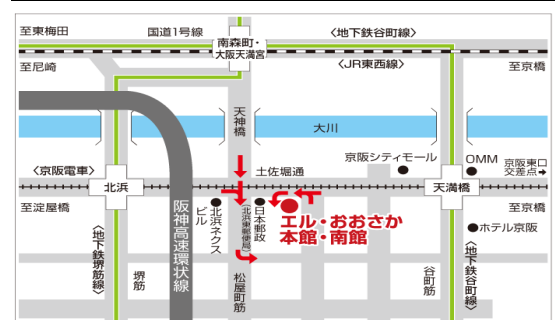 至東梅田
国道1号線
〈地下鉄谷町線〉
南森町・
大阪天満宮
至尼崎
〈JR東西線〉
至京橋
天神橋
大川
京阪シティモール
OMM
京阪東口
交差点➔
〈京阪電車〉
土佐堀通
北浜
天満橋
至淀屋橋
至京橋
阪神高速環状線
北浜ネクス
ビル
(北浜東郵便局)
日本郵政
エル・おおさか
本館・南館
ホテル京阪
〈地下鉄堺筋線〉
堺筋
松屋町筋
谷町筋
〈地下鉄谷町線〉